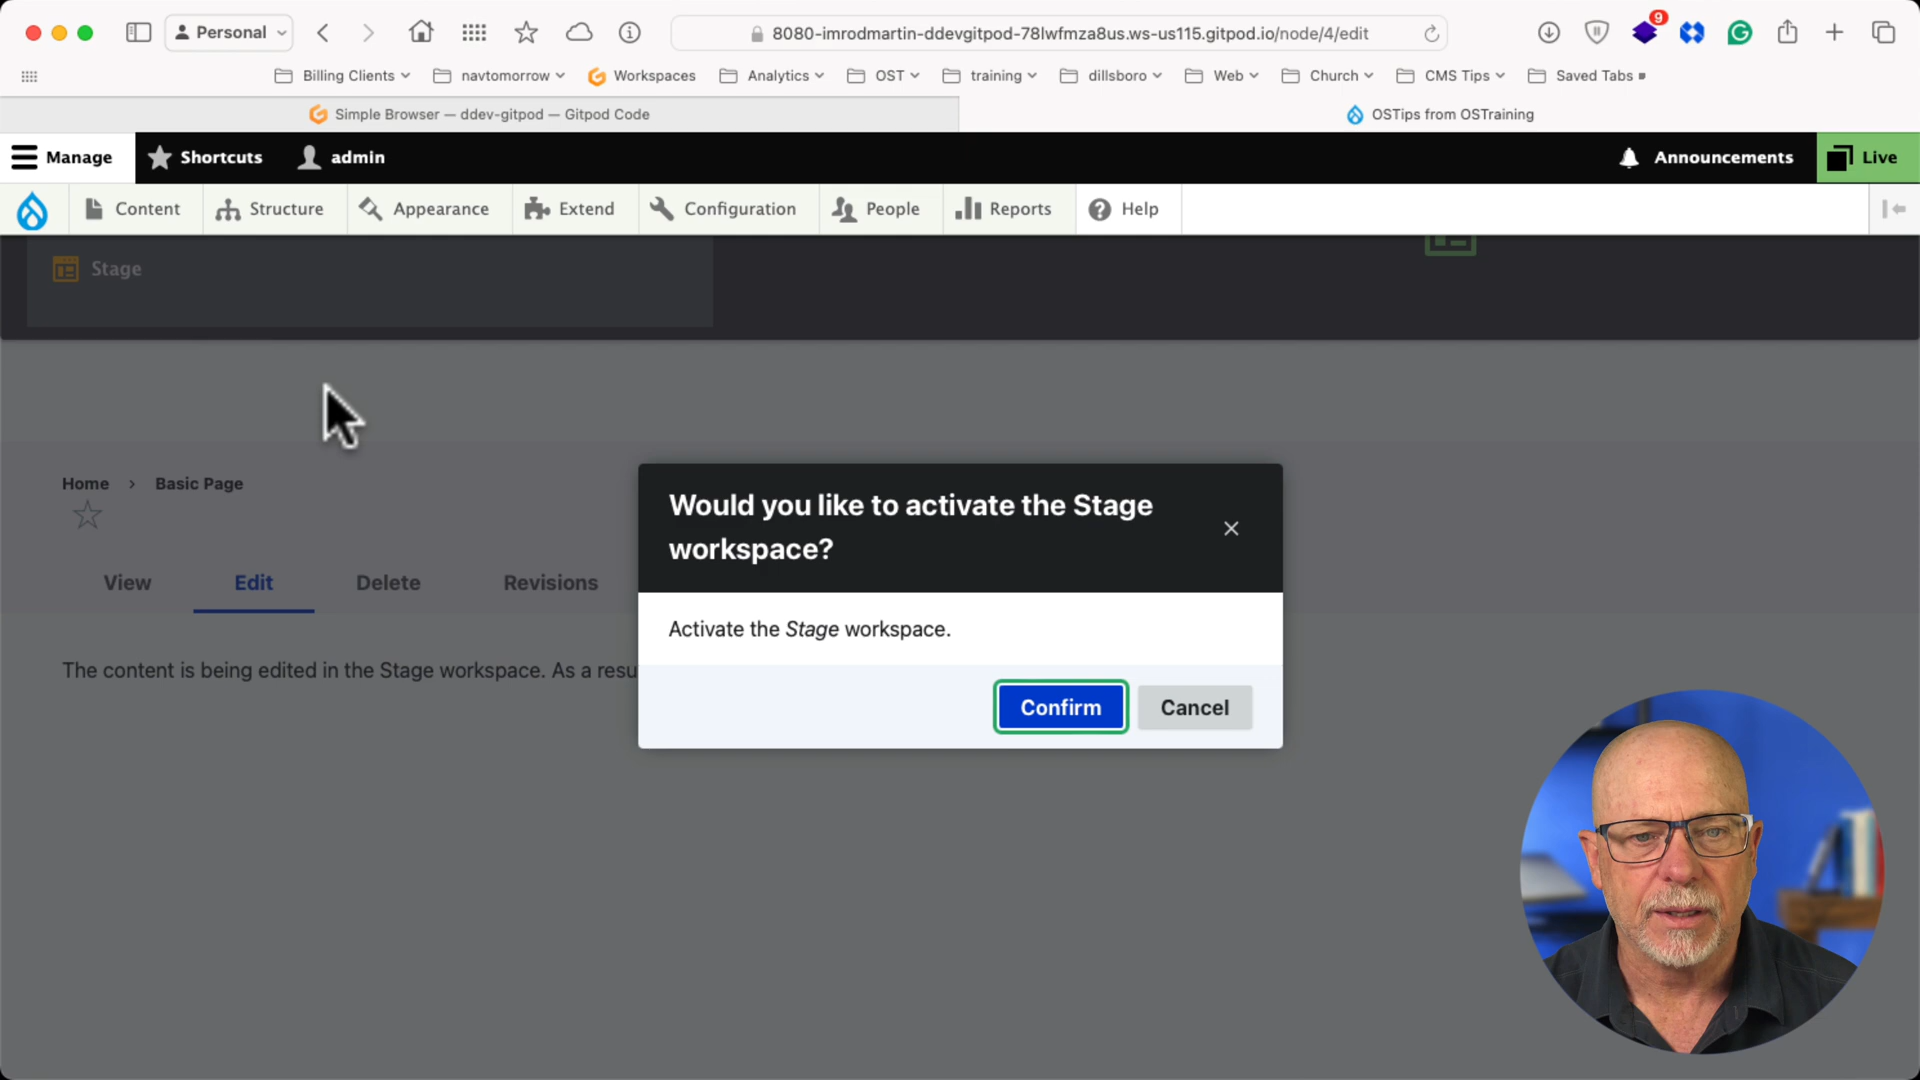 Personal
8080-imrodmartin-ddevgitpod-78lwfmza8us.ws-us115.gitpod.io/node/4/edit
9
Billing Clients
navtomorrow
Workspaces
Analytics
OST
training
dillsboro
Web
Church
CMS Tips
Saved Tabs
Simple Browser — ddev-gitpod — Gitpod Code
OSTips from OSTraining
Manage
Shortcuts
admin
Announcements
Live
Content
Structure
Appearance
Extend
Configuration
People
Reports
Help
Stage
Home › Basic Page
View
Edit
Delete
Revisions
The content is being edited in the Stage workspace. As a resu
Would you like to activate the Stage
workspace?
Activate the Stage workspace.
Confirm
Cancel